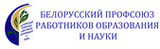 БЕЛОРУССКИЙ ПРОФСОЮЗ
РАБОТНИКОВ ОБРАЗОВАНИЯ
И НАУКИ